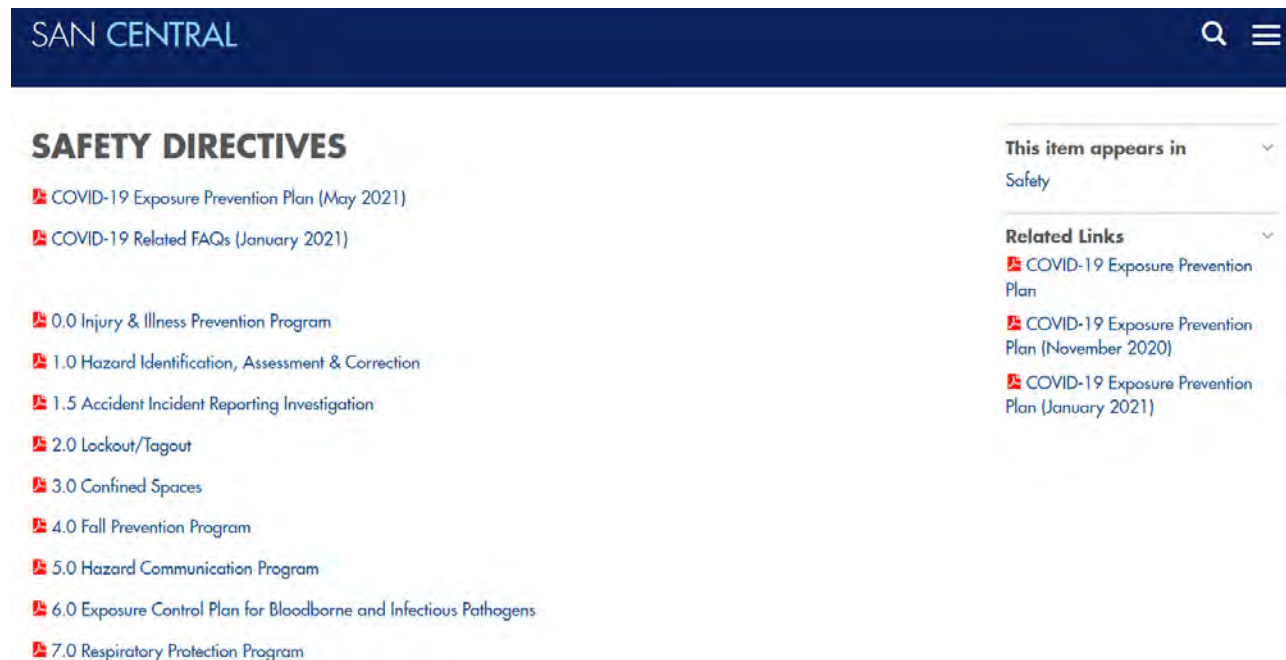 SAN CENTRAL
SAFETY DIRECTIVES
COVID-19 Exposure Prevention Plan (May 2021)
COVID-19 Related FAQs (January 2021)
0.0 Injury & Illness Prevention Program
1.0 Hazard Identification, Assessment & Correction
1.5 Accident Incident Reporting Investigation
2.0 Lockout/Tagout
3.0 Confined Spaces
4.0 Fall Prevention Program
5.0 Hazard Communication Program
6.0 Exposure Control Plan for Bloodborne and Infectious Pathogens
7.0 Respiratory Protection Program
This item appears in
Safety
Related Links
COVID-19 Exposure Prevention
Plan
COVID-19 Exposure Prevention
Plan (November 2020)
COVID-19 Exposure Prevention
Plan (January 2021)